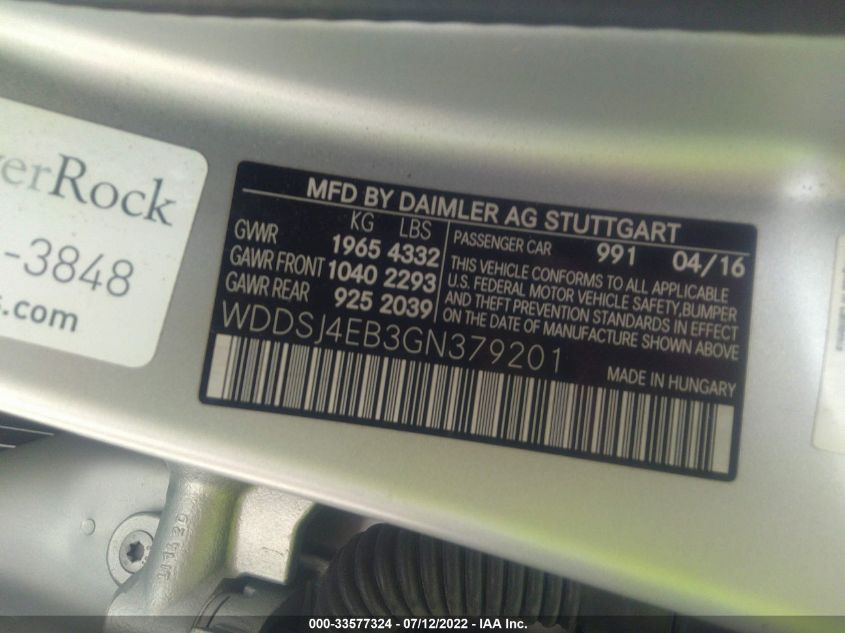 erRock
-3848
s.com
MFD BY DAIMLER AG STUTTGART
KG LBS
GVWR 1965 4332
GAWR FRONT 1040 2293
GAWR REAR 925 2039
PASSENGER CAR 991 04/16
THIS VEHICLE CONFORMS TO ALL APPLICABLE
U.S. FEDERAL MOTOR VEHICLE SAFETY, BUMPER
AND THEFT PREVENTION STANDARDS IN EFFECT
ON THE DATE OF MANUFACTURE SHOWN ABOVE
WDDSJ4EB3GN379201
MADE IN HUNGARY
000-33577324 - 07/12/2022 - IAA Inc.